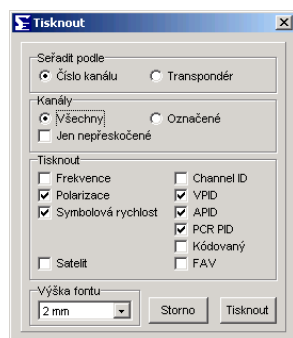 Tisknout
Seřadit podle
Číslo kanálu Transpondér
Kanály
Všechny Označené
Jen nepřeskočené
Tisknout
Frekvence Channel ID
Polarizace VPID
Symbolová rychlost APID
PCR PID
Kódovaný
Satelit FAV
Výška fontu
2 mm Storno Tisknout